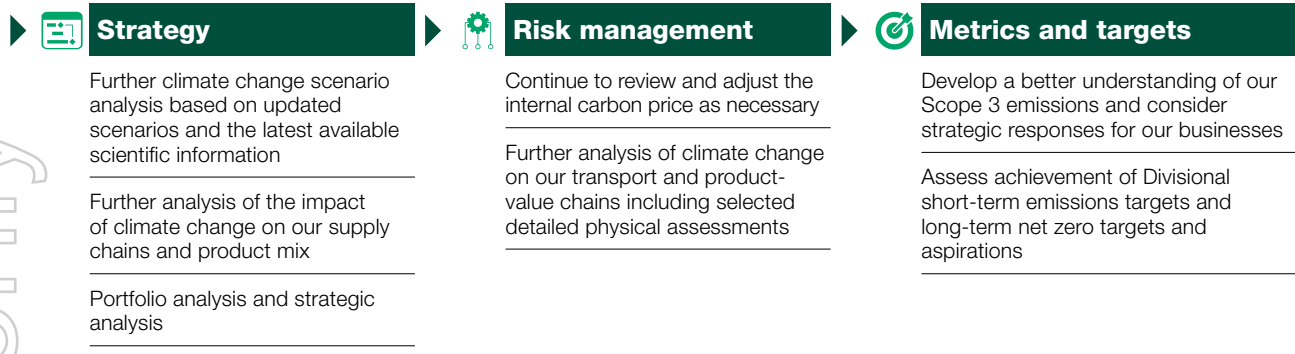 Strategy
Further climate change scenario
analysis based on updated
scenarios and the latest available
scientific information
Further analysis of the impact
of climate change on our supply
chains and product mix
Portfolio analysis and strategic
analysis
Risk management
Continue to review and adjust the
internal carbon price as necessary
Further analysis of climate change
on our transport and product-
value chains including selected
detailed physical assessments
Metrics and targets
Develop a better understanding of our
Scope 3 emissions and consider
strategic responses for our businesses
Assess achievement of Divisional
short-term emissions targets and
long-term net zero targets and
aspirations